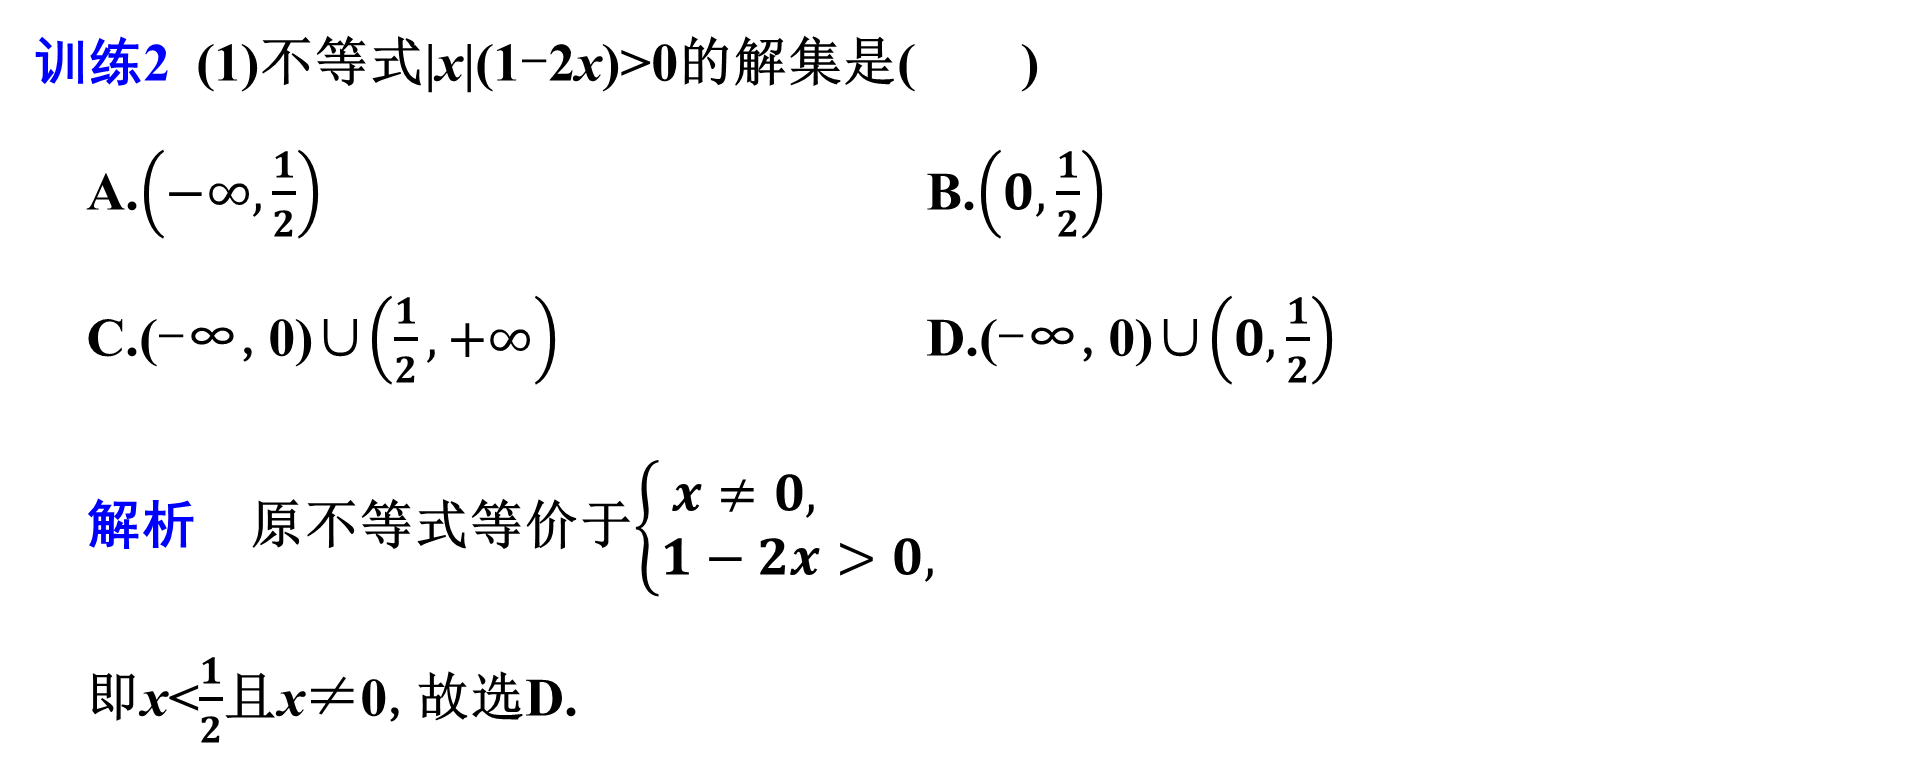 训练2 (1)不等式|x|(1−2x)>0的解集是(  )
A.(−∞,1/2) B.(0,1/2)
C.(−∞, 0)∪(1/2,+∞) D.(−∞, 0)∪(0,1/2)
解析 原不等式等价于{x ≠ 0,
1 − 2x > 0,
即x<1/2且x≠0, 故选D.